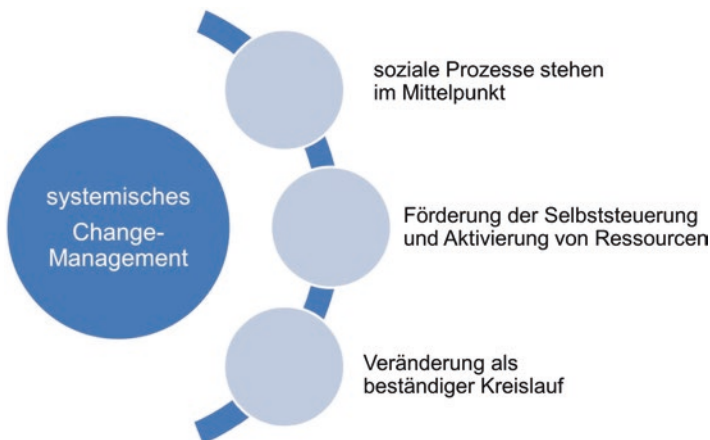 systemisches
Change-
Management
soziale Prozesse stehen
im Mittelpunkt
Förderung der Selbststeuerung
und Aktivierung von Ressourcen
Veränderung als
beständiger Kreislauf